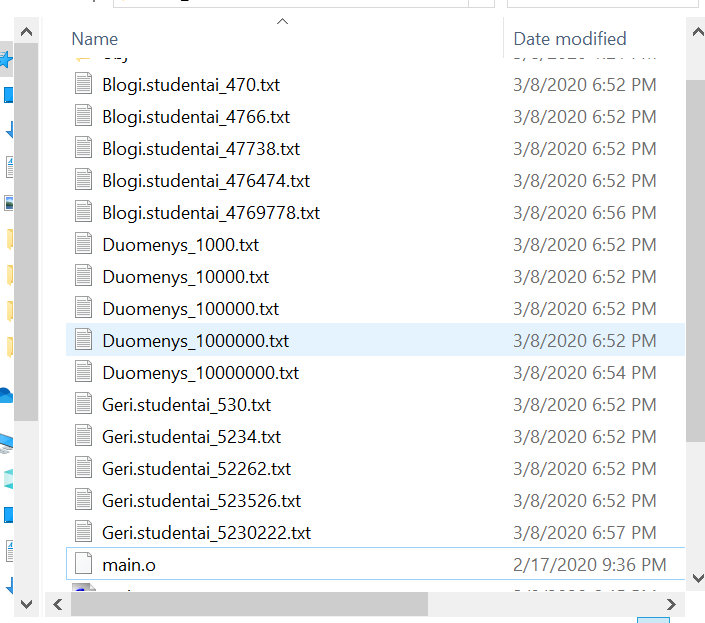 Name Date modified
Blogi.studentai_470.txt 3/8/2020 6:52 PM
Blogi.studentai_4766.txt 3/8/2020 6:52 PM
Blogi.studentai_47738.txt 3/8/2020 6:52 PM
Blogi.studentai_476474.txt 3/8/2020 6:52 PM
Blogi.studentai_4769778.txt 3/8/2020 6:56 PM
Duomenys_1000.txt 3/8/2020 6:52 PM
Duomenys_10000.txt 3/8/2020 6:52 PM
Duomenys_100000.txt 3/8/2020 6:52 PM
Duomenys_1000000.txt 3/8/2020 6:52 PM
Duomenys_10000000.txt 3/8/2020 6:54 PM
Geri.studentai_530.txt 3/8/2020 6:52 PM
Geri.studentai_5234.txt 3/8/2020 6:52 PM
Geri.studentai_52262.txt 3/8/2020 6:52 PM
Geri.studentai_523526.txt 3/8/2020 6:52 PM
Geri.studentai_5230222.txt 3/8/2020 6:57 PM
main.o 2/17/2020 9:36 PM